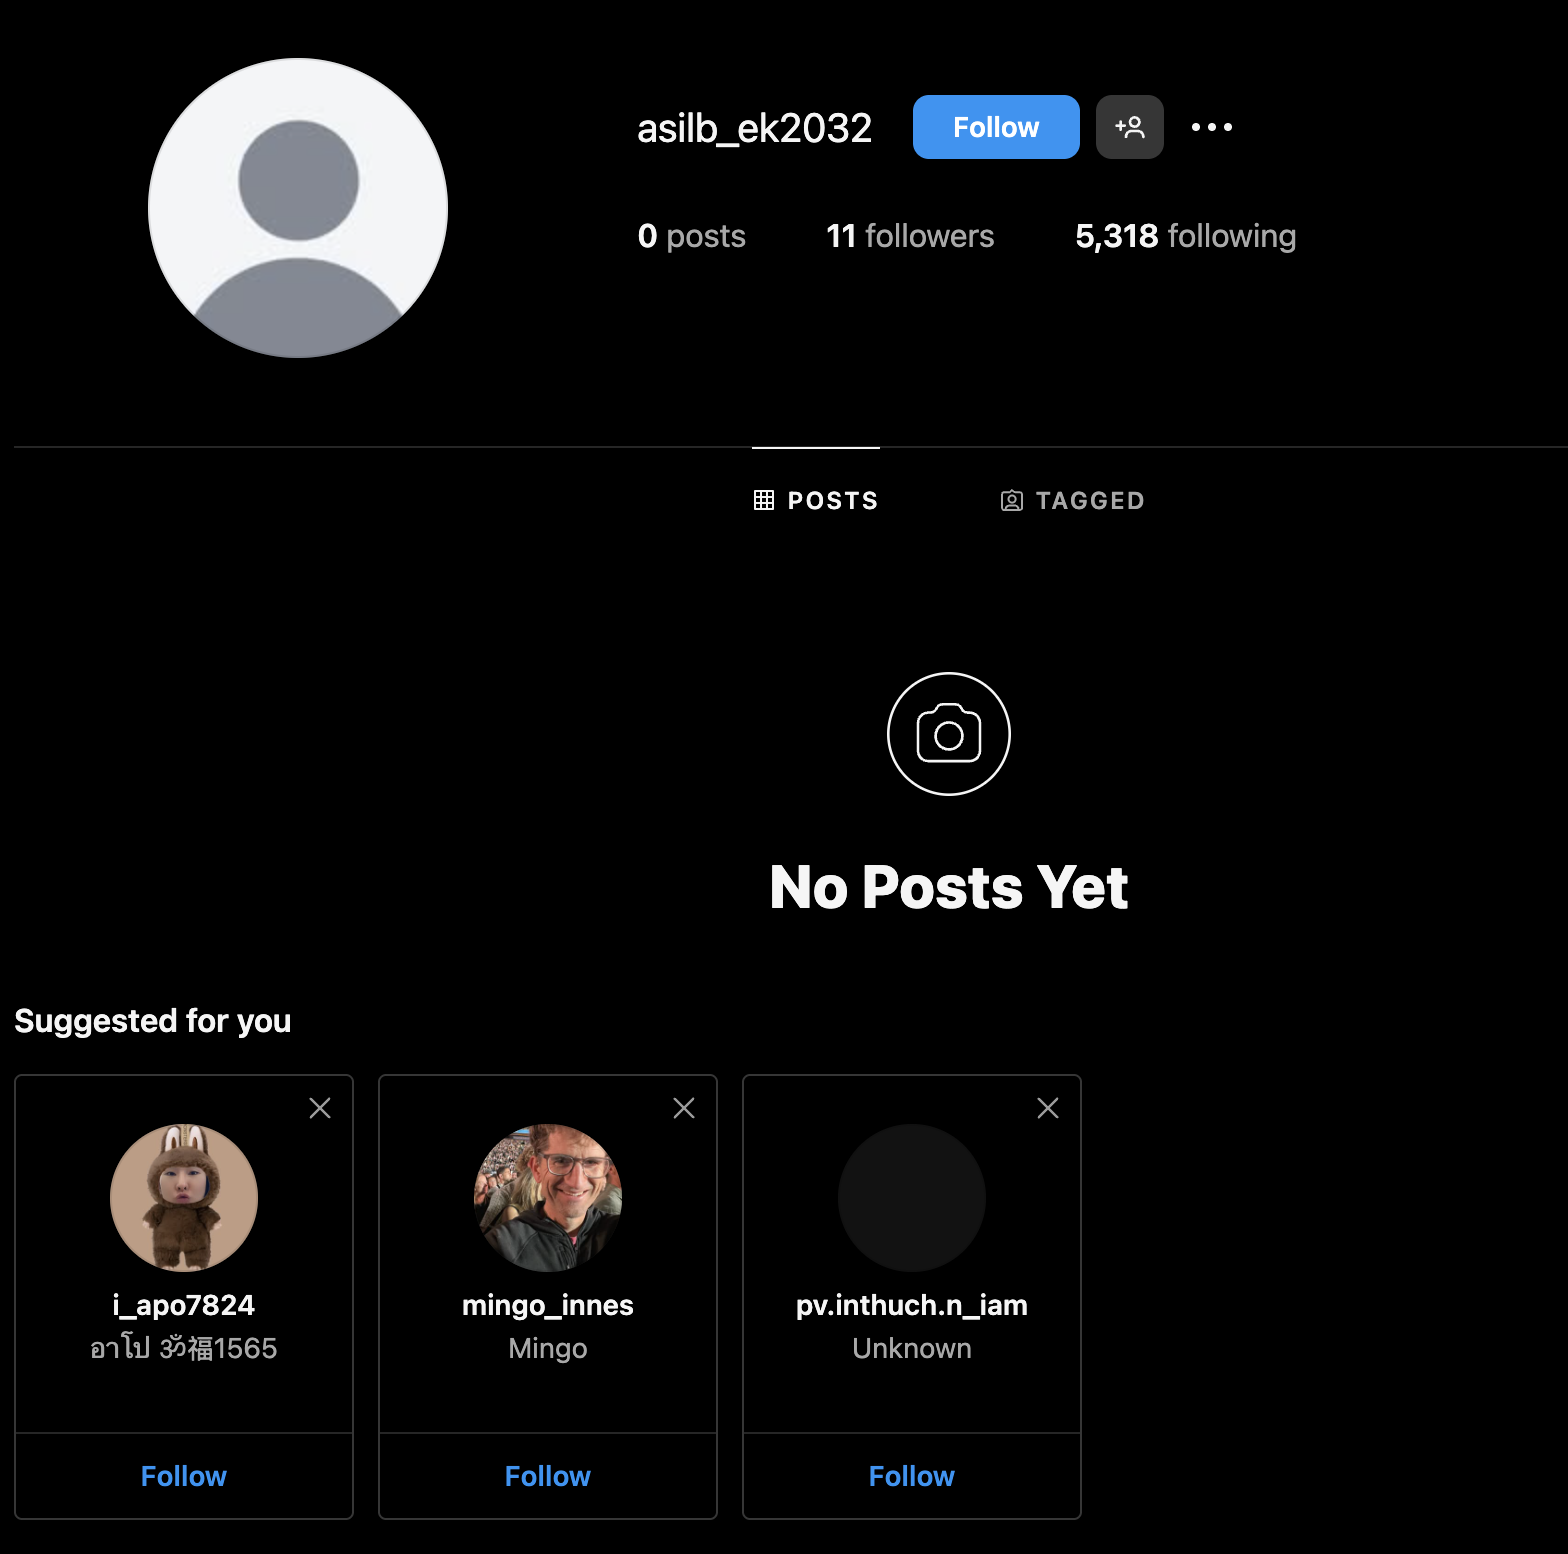 asilb_ek2032 Follow
0 posts 11 followers 5,318 following
POSTS TAGGED
No Posts Yet
Suggested for you
i_apo7824
อาโป ॐ福1565
Follow
mingo_innes
Mingo
Follow
pv.inthuch.n_iam
Unknown
Follow